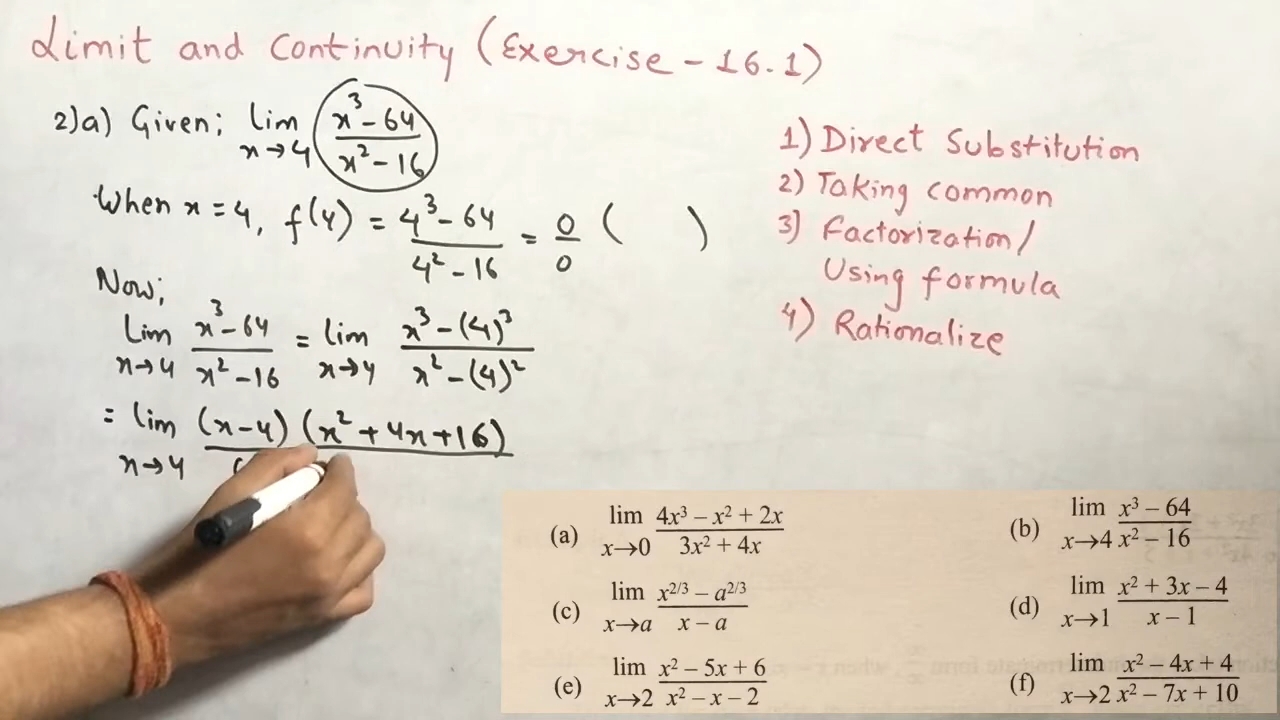 Limit and Continuity (Exercise - 16.1)
2)a) Given; lim x→4 (x³ - 64)/(x² - 16)
When x = 4, f(4) = (4³ - 64)/(4² - 16) = 0/0 (    )
Now;
lim x→4 (x³ - 64)/(x² - 16) = lim x→4 (x³ - (4)³)/(x² - (4)²)
= lim x→4 (x-4) (x² + 4x + 16)
1) Direct Substitution
2) Taking common
3) Factorization/
Using formula
4) Rationalize
(a) lim x→0 (4x³ – x² + 2x)/(3x² + 4x)
(b) lim x→4 (x³ – 64)/(x² – 16)
(c) lim x→a (x^2/3 – a^2/3)/(x – a)
(d) lim x→1 (x² + 3x – 4)/(x – 1)
(e) lim x→2 (x² – 5x + 6)/(x² – x – 2)
(f) lim x→2 (x² – 4x + 4)/(x² – 7x + 10)